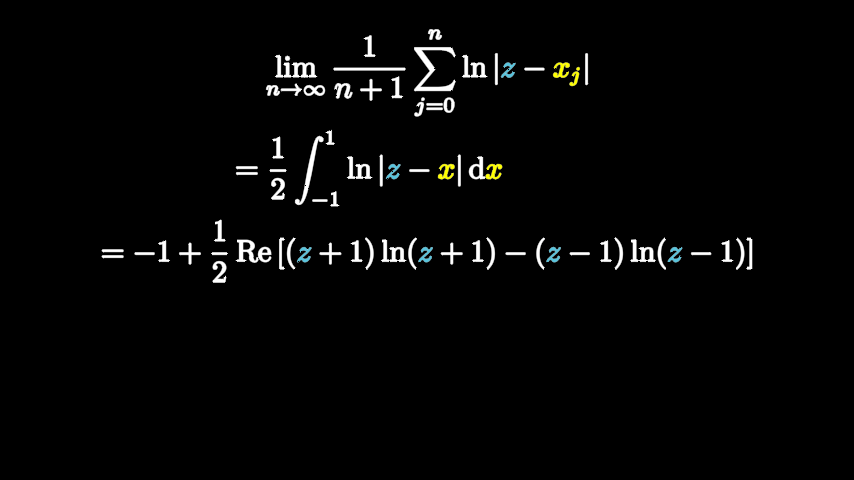 lim n→∞ 1/(n + 1) ∑ j=0 n ln |z − x_j|
= 1/2 ∫ −1 1 ln |z − x| dx
= −1 + 1/2 Re [(z + 1) ln(z + 1) − (z − 1) ln(z − 1)]